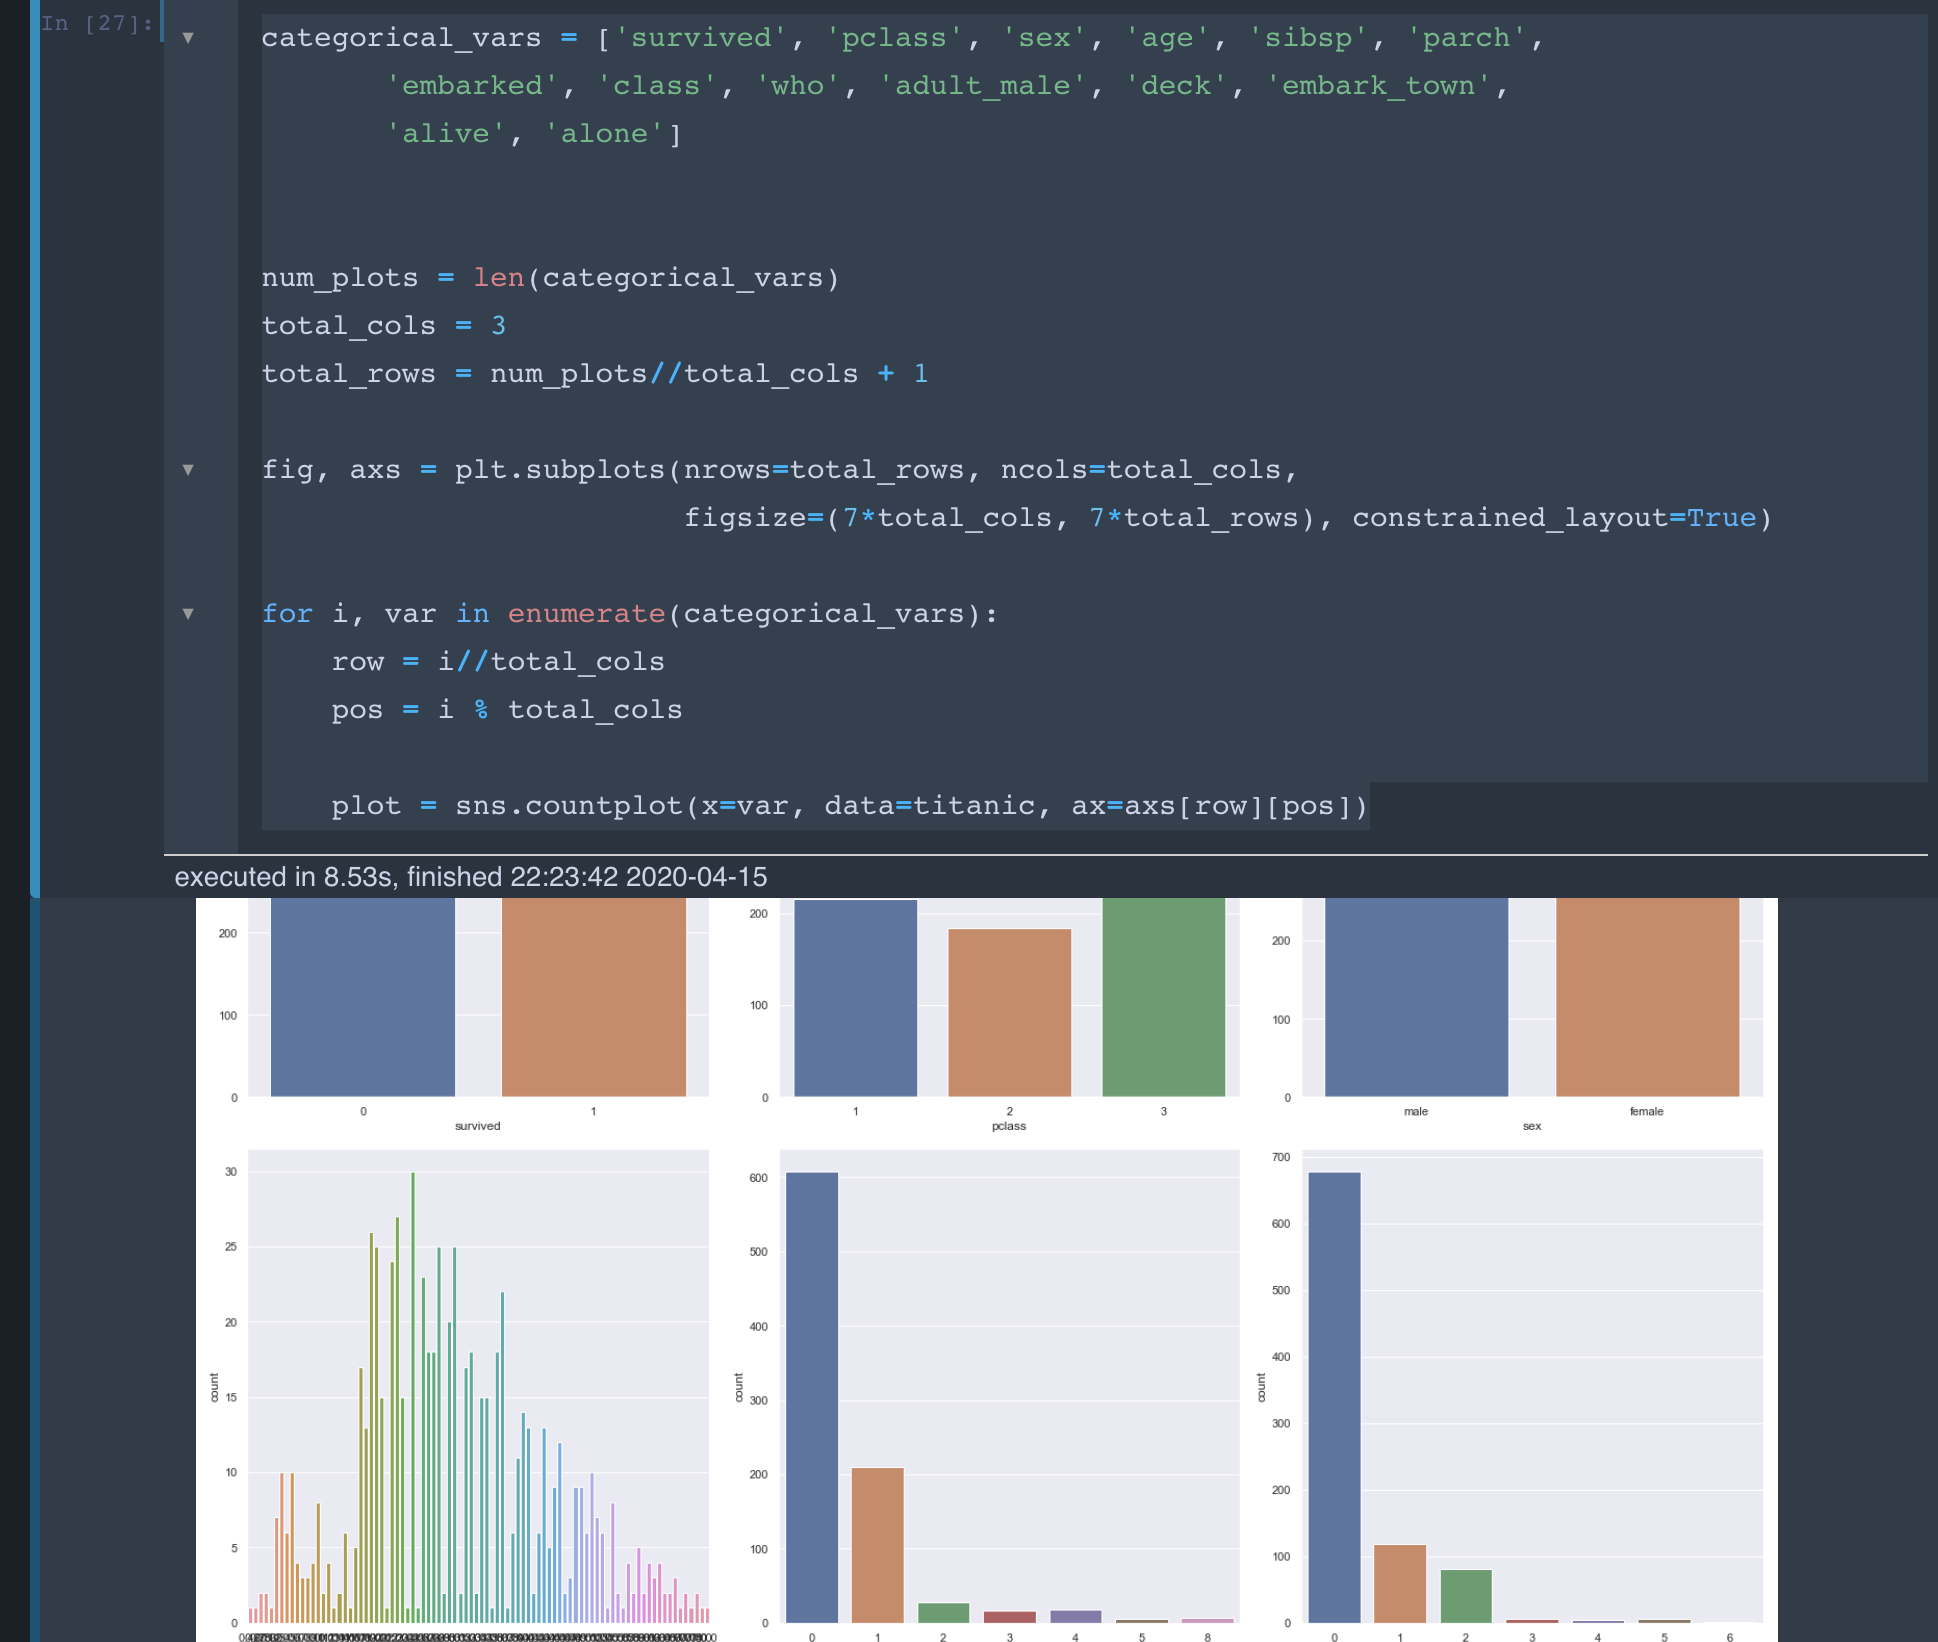 In [27]:
categorical_vars = ['survived', 'pclass', 'sex', 'age', 'sibsp', 'parch',
'embarked', 'class', 'who', 'adult_male', 'deck', 'embark_town',
'alive', 'alone']
num_plots = len(categorical_vars)
total_cols = 3
total_rows = num_plots//total_cols + 1
fig, axs = plt.subplots(nrows=total_rows, ncols=total_cols,
figsize=(7*total_cols, 7*total_rows), constrained_layout=True)
for i, var in enumerate(categorical_vars):
row = i//total_cols
pos = i % total_cols
plot = sns.countplot(x=var, data=titanic, ax=axs[row][pos])
executed in 8.53s, finished 22:23:42 2020-04-15
200
100
0
0 1
survived
200
100
0
1 2 3
pclass
200
100
0
male female
sex
30
25
20
15
10
5
0
count
600
500
400
300
200
100
0
count
0 1 2 3 4 5 8
700
600
500
400
300
200
100
0
count
0 1 2 3 4 5 6